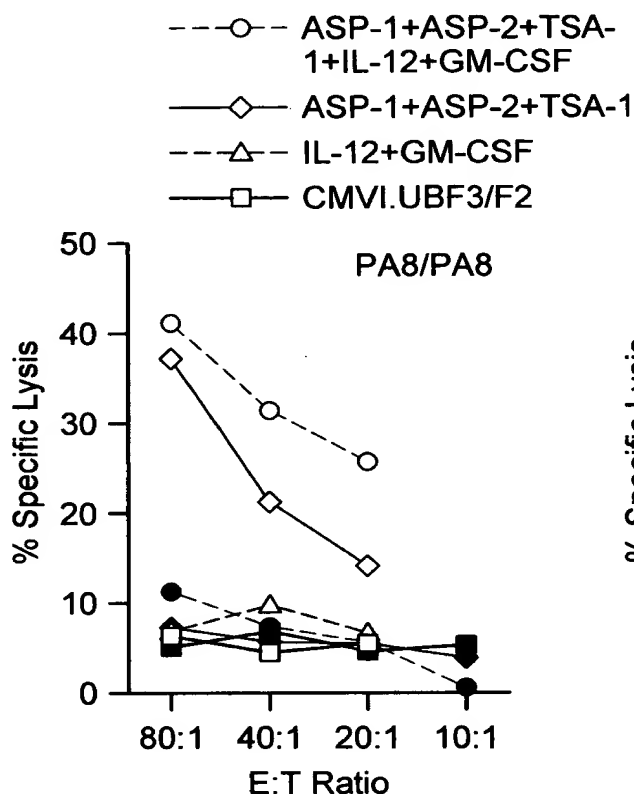 ASP-1+ASP-2+TSA-
1+IL-12+GM-CSF
ASP-1+ASP-2+TSA-1
IL-12+GM-CSF
CMVI.UBF3/F2
PA8/PA8
50
40
30
20
10
0
% Specific Lysis
80:1 40:1 20:1 10:1
E:T Ratio
% Specific Lysis